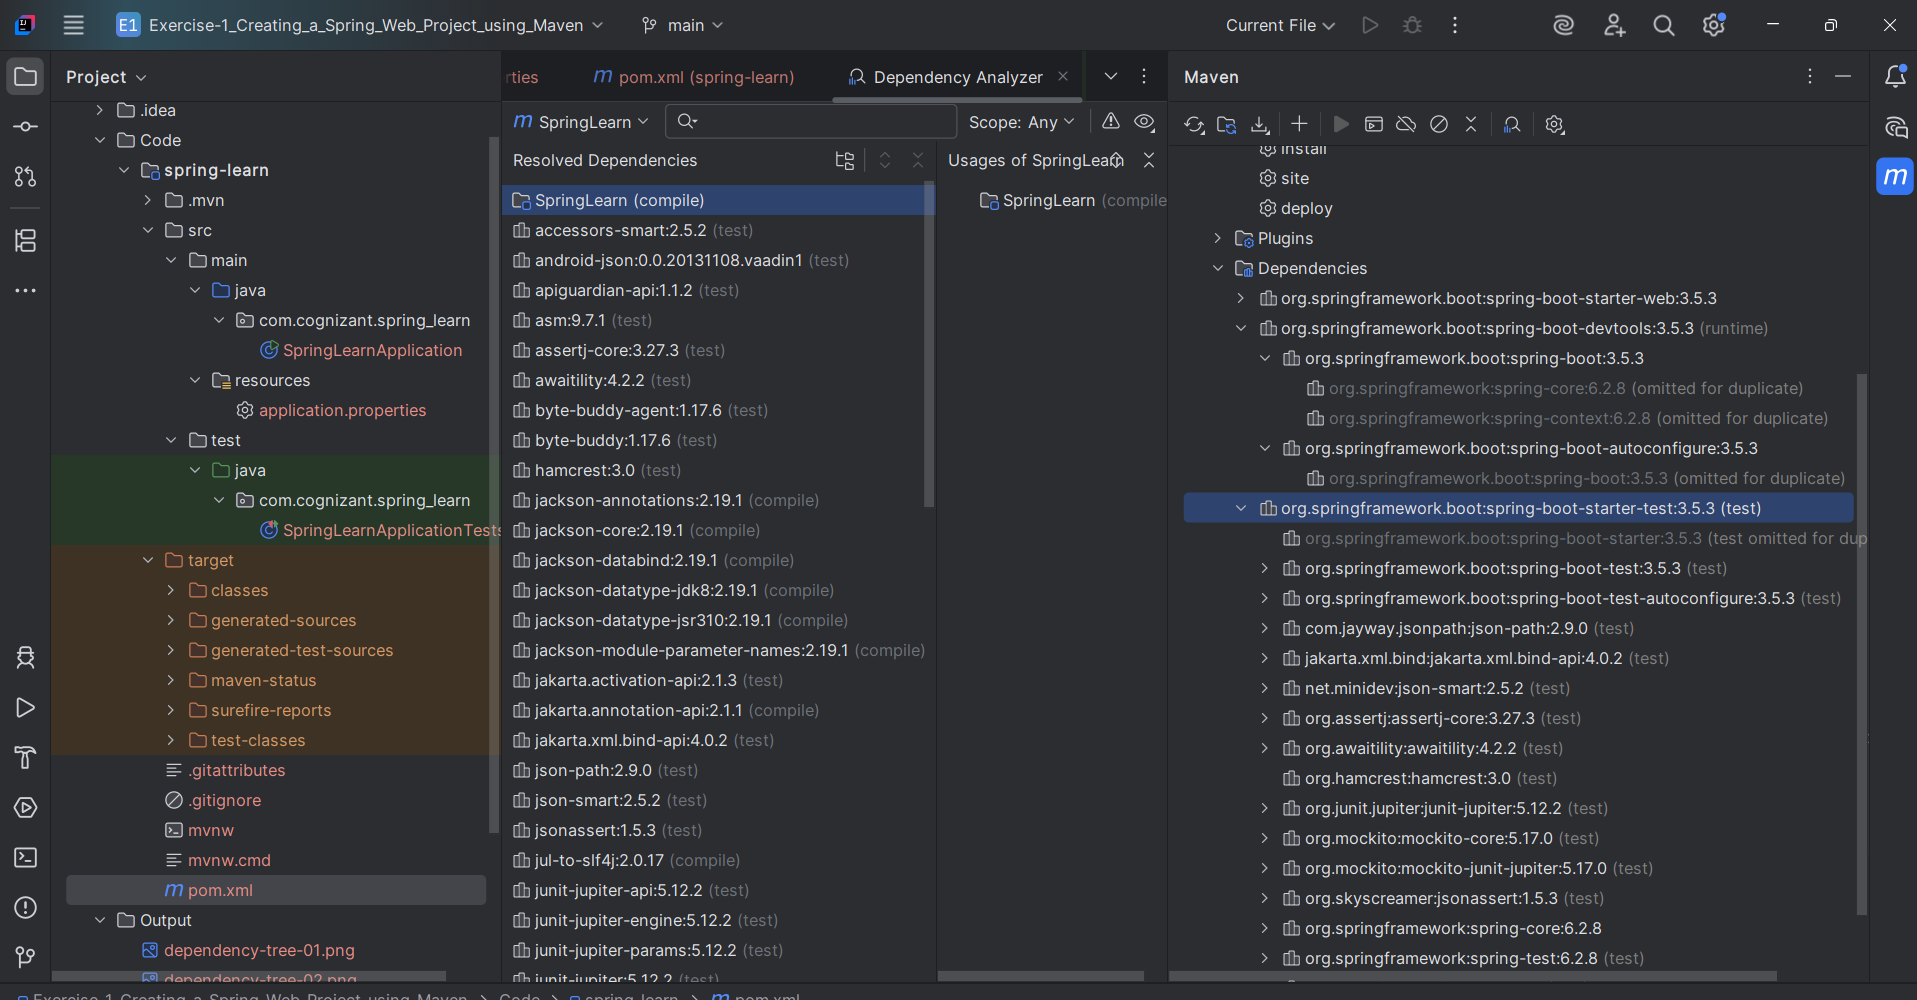 E1 Exercise-1_Creating_a_Spring_Web_Project_using_Maven main Current File
Project
.idea
Code
spring-learn
.mvn
src
main
java
com.cognizant.spring_learn
SpringLearnApplication
resources
application.properties
test
java
com.cognizant.spring_learn
SpringLearnApplicationTests
target
classes
generated-sources
generated-test-sources
maven-status
surefire-reports
test-classes
.gitattributes
.gitignore
mvnw
mvnw.cmd
m pom.xml
Output
dependency-tree-01.png
dependency-tree-02.png
rties m pom.xml (spring-learn) Dependency Analyzer
m SpringLearn Scope: Any
Resolved Dependencies
SpringLearn (compile)
accessors-smart:2.5.2 (test)
android-json:0.0.20131108.vaadin1 (test)
apiguardian-api:1.1.2 (test)
asm:9.7.1 (test)
assertj-core:3.27.3 (test)
awaitility:4.2.2 (test)
byte-buddy-agent:1.17.6 (test)
byte-buddy:1.17.6 (test)
hamcrest:3.0 (test)
jackson-annotations:2.19.1 (compile)
jackson-core:2.19.1 (compile)
jackson-databind:2.19.1 (compile)
jackson-datatype-jdk8:2.19.1 (compile)
jackson-datatype-jsr310:2.19.1 (compile)
jackson-module-parameter-names:2.19.1 (compile)
jakarta.activation-api:2.1.3 (test)
jakarta.annotation-api:2.1.1 (compile)
jakarta.xml.bind-api:4.0.2 (test)
json-path:2.9.0 (test)
json-smart:2.5.2 (test)
jsonassert:1.5.3 (test)
jul-to-slf4j:2.0.17 (compile)
junit-jupiter-api:5.12.2 (test)
junit-jupiter-engine:5.12.2 (test)
junit-jupiter-params:5.12.2 (test)
junit-jupiter:5.12.2 (test)
Usages of SpringLearn
SpringLearn (compile
Maven
install
site
deploy
Plugins
Dependencies
org.springframework.boot:spring-boot-starter-web:3.5.3
org.springframework.boot:spring-boot-devtools:3.5.3 (runtime)
org.springframework.boot:spring-boot:3.5.3
org.springframework:spring-core:6.2.8 (omitted for duplicate)
org.springframework:spring-context:6.2.8 (omitted for duplicate)
org.springframework.boot:spring-boot-autoconfigure:3.5.3
org.springframework.boot:spring-boot:3.5.3 (omitted for duplicate)
org.springframework.boot:spring-boot-starter-test:3.5.3 (test)
org.springframework.boot:spring-boot-starter:3.5.3 (test omitted for dup
org.springframework.boot:spring-boot-test:3.5.3 (test)
org.springframework.boot:spring-boot-test-autoconfigure:3.5.3 (test)
com.jayway.jsonpath:json-path:2.9.0 (test)
jakarta.xml.bind:jakarta.xml.bind-api:4.0.2 (test)
net.minidev:json-smart:2.5.2 (test)
org.assertj:assertj-core:3.27.3 (test)
org.awaitility:awaitility:4.2.2 (test)
org.hamcrest:hamcrest:3.0 (test)
org.junit.jupiter:junit-jupiter:5.12.2 (test)
org.mockito:mockito-core:5.17.0 (test)
org.mockito:mockito-junit-jupiter:5.17.0 (test)
org.skyscreamer:jsonassert:1.5.3 (test)
org.springframework:spring-core:6.2.8
org.springframework:spring-test:6.2.8 (test)
m
Exercise-1_Creating_a_Spring_Web_Project_using_Maven > Code > spring-learn > m pom.xml